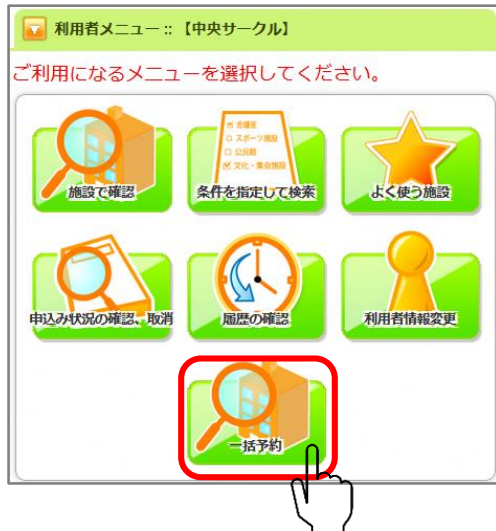 利用者メニュー :: 【中央サークル】
ご利用になるメニューを選択してください。
施設で確認
会議室
スポーツ施設
公民館
文化・集会施設
条件を指定して検索
よく使う施設
申込み状況の確認、取消
履歴の確認
利用者情報変更
一括予約